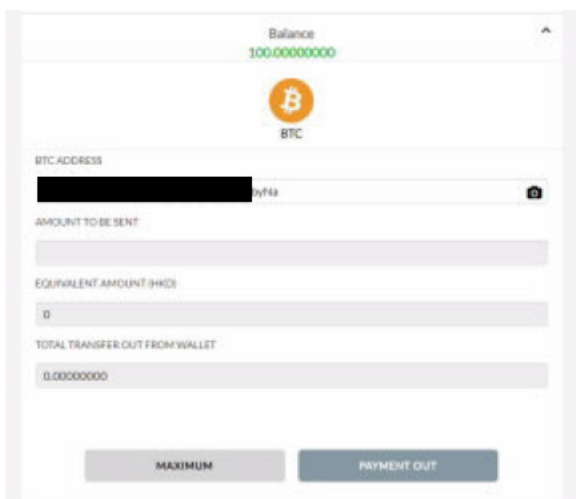 Balance
100.00000000
BTC
BTC ADDRESS
byNa
AMOUNT TO BE SENT
EQUIVALENT AMOUNT (HKD)
0
TOTAL TRANSFER OUT FROM WALLET
0.00000000
MAXIMUM
PAYMENT OUT